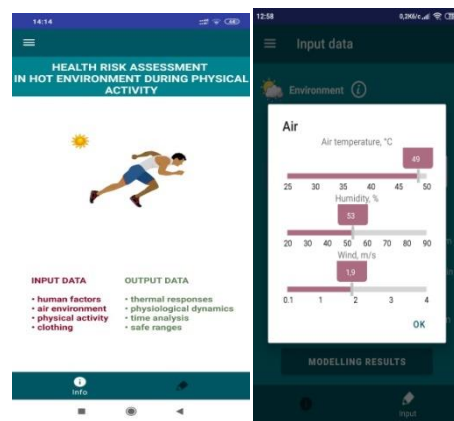 14:14
HEALTH RISK ASSESSMENT
IN HOT ENVIRONMENT DURING PHYSICAL
ACTIVITY
INPUT DATA
• human factors
• air environment
• physical activity
• clothing
OUTPUT DATA
• thermal responses
• physiological dynamics
• time analysis
• safe ranges
Info
12:58
Input data
Environment
Air
Air temperature, °C
49
25 30 35 40 45 50
Humidity, %
53
20 30 40 50 60 70 80 90
Wind, m/s
1,9
0.1 1 2 3 4
OK
MODELLING RESULTS
Input